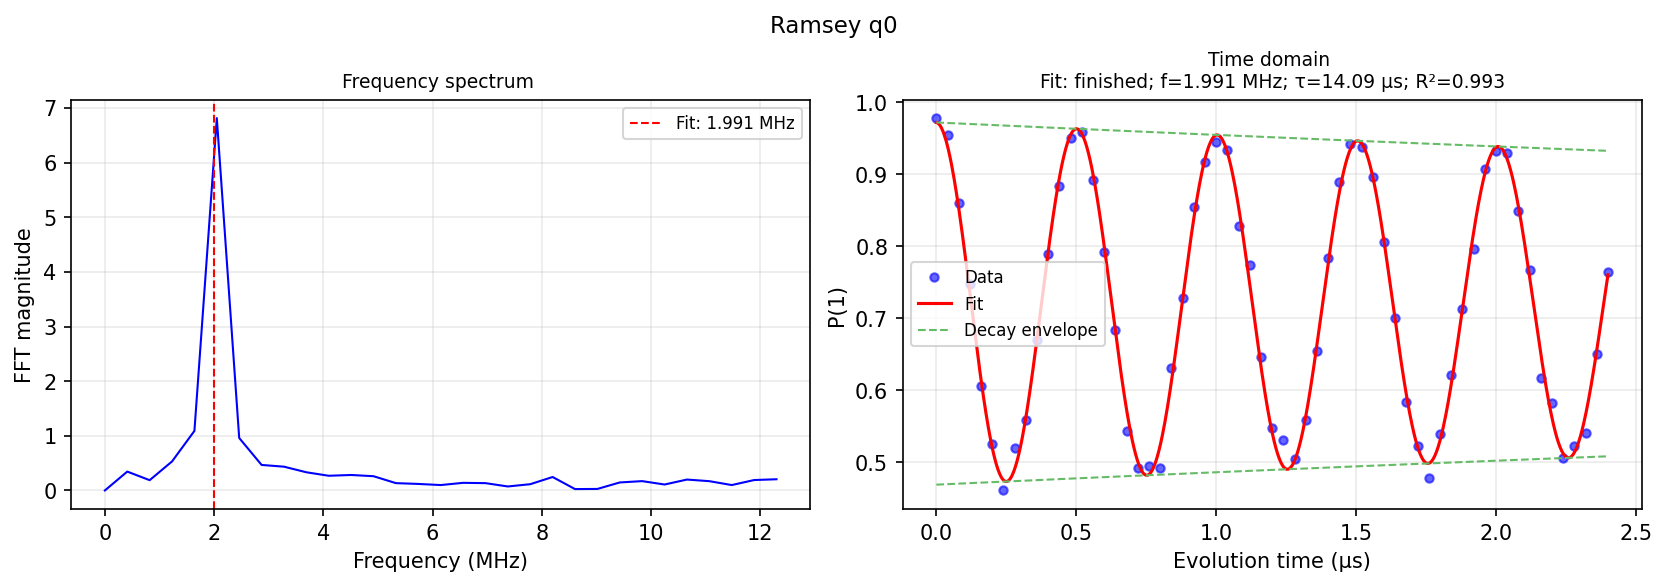 Ramsey q0
Frequency spectrum
7
6
5
4
3
2
1
0
FFT magnitude
Fit: 1.991 MHz
0
2
4
6
8
10
12
Frequency (MHz)
Time domain
Fit: finished; f=1.991 MHz; τ=14.09 μs; R²=0.993
1.0
0.9
0.8
0.7
0.6
0.5
P(1)
Data
Fit
Decay envelope
0.0
0.5
1.0
1.5
2.0
2.5
Evolution time (μs)